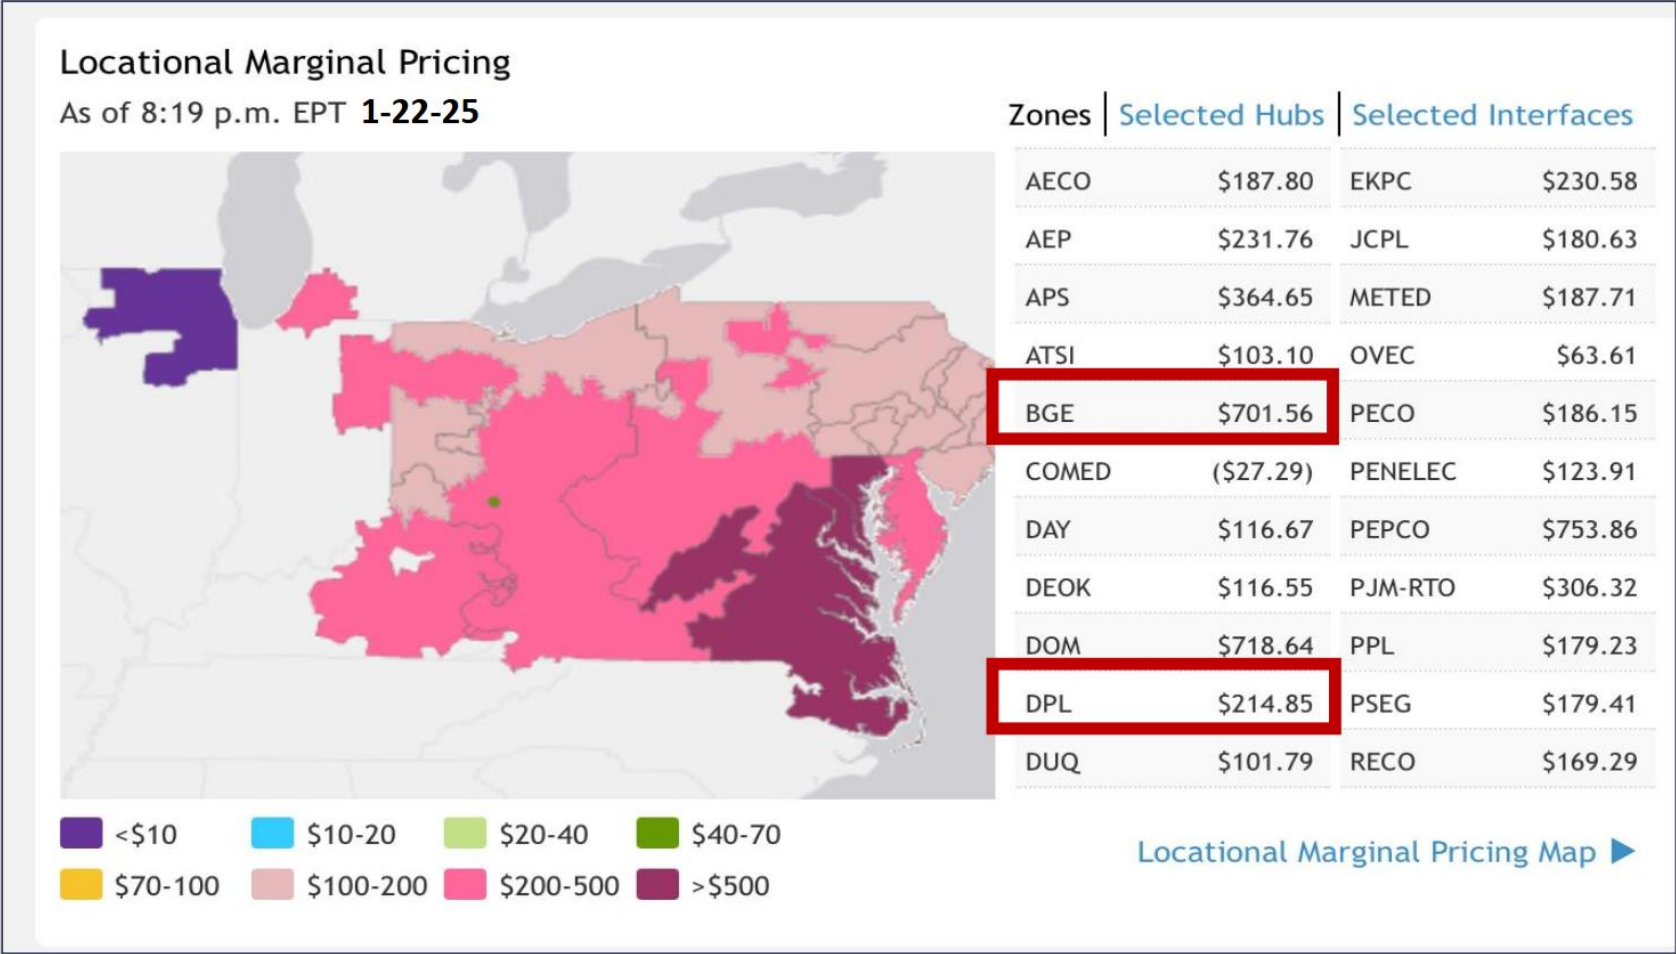 Locational Marginal Pricing
As of 8:19 p.m. EPT 1-22-25
Zones | Selected Hubs | Selected Interfaces
AECO $187.80 EKPC $230.58
AEP $231.76 JCPL $180.63
APS $364.65 METED $187.71
ATSI $103.10 OVEC $63.61
BGE $701.56 PECO $186.15
COMED ($27.29) PENELEC $123.91
DAY $116.67 PEPCO $753.86
DEOK $116.55 PJM-RTO $306.32
DOM $718.64 PPL $179.23
DPL $214.85 PSEG $179.41
DUQ $101.79 RECO $169.29
<$10 $10-20 $20-40 $40-70
$70-100 $100-200 $200-500 >$500
Locational Marginal Pricing Map